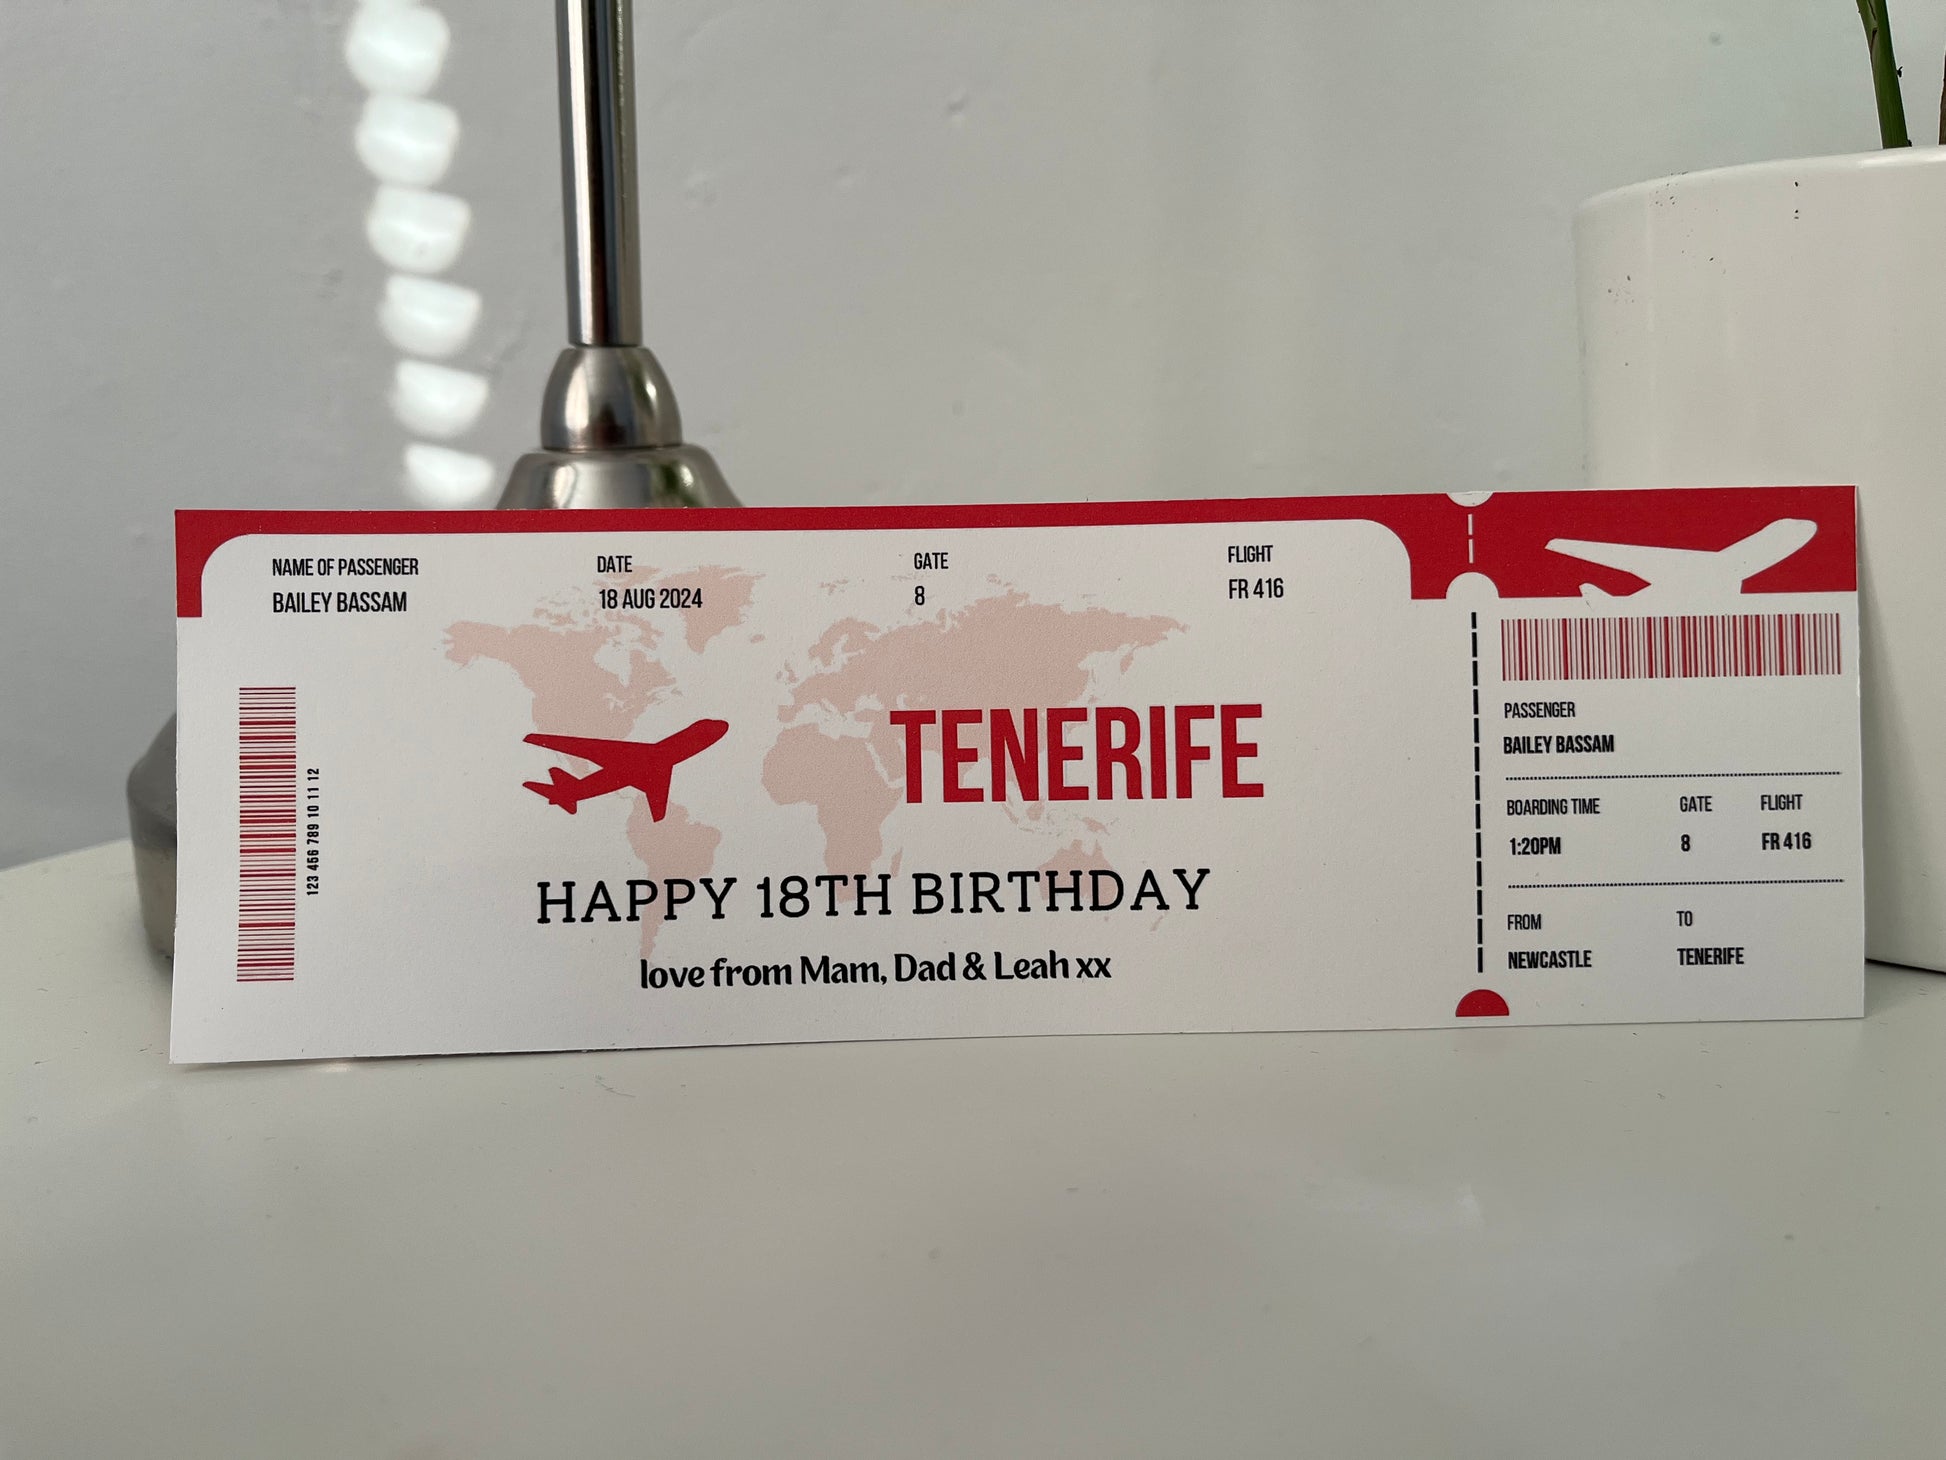 NAME OF PASSENGER
BAILEY BASSAM
DATE
18 AUG 2024
GATE
8
FLIGHT
FR 416
123 456 789 10 11 12
TENERIFE
HAPPY 18TH BIRTHDAY
love from Mam, Dad & Leah xx
PASSENGER
BAILEY BASSAM
BOARDING TIME
1:20PM
GATE
8
FLIGHT
FR 416
FROM
NEWCASTLE
TO
TENERIFE